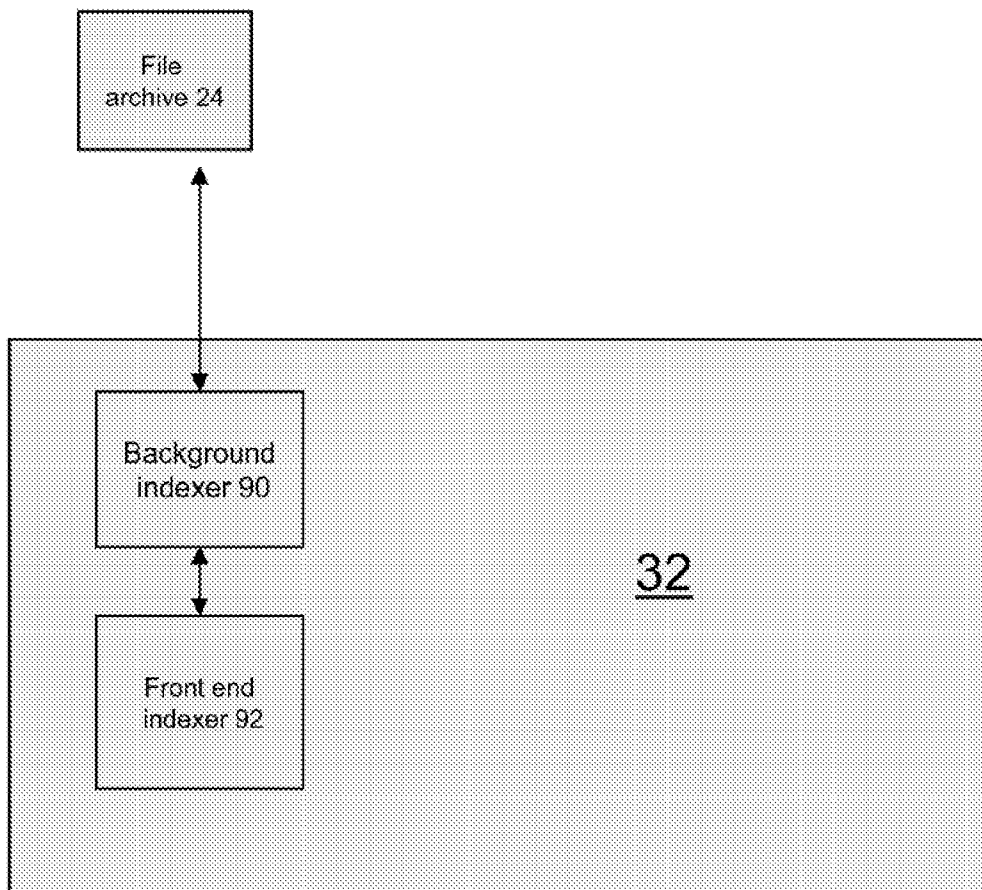 File
archive 24
Background
indexer 90
32
Front end
indexer 92